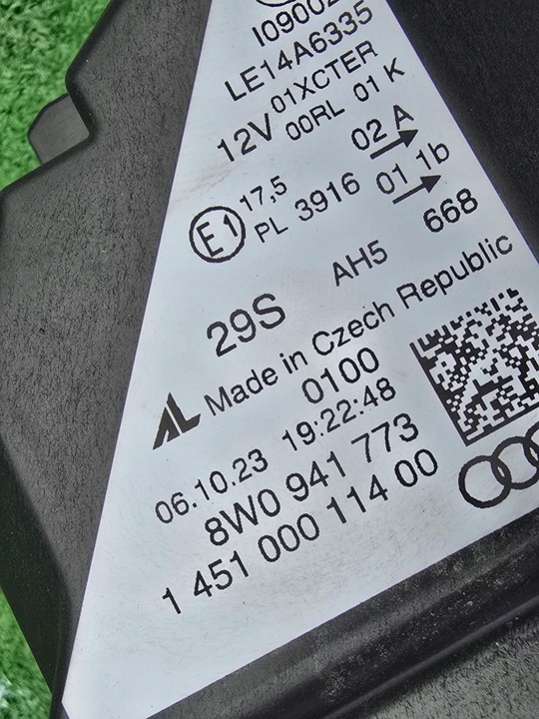 I09002
LE14A6335
01XCTER
12V 00RL 01 K
02 A
E1 17,5
PL 3916 01 1b
668
29S AH5
AL Made in Czech Republic
0100
06.10.23 19:22:48
8W0 941 773
1 451 000 114 00